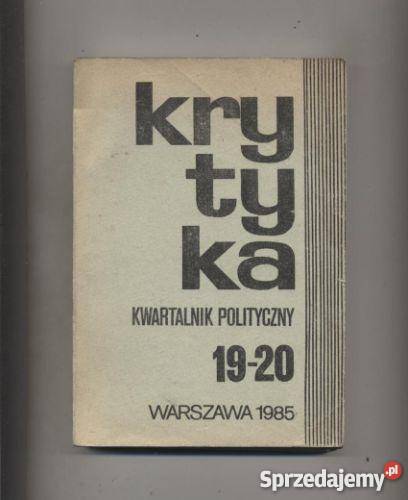 kry
ty
ka
KWARTALNIK POLITYCZNY
19-20
WARSZAWA 1985
Sprzedajemy.pl